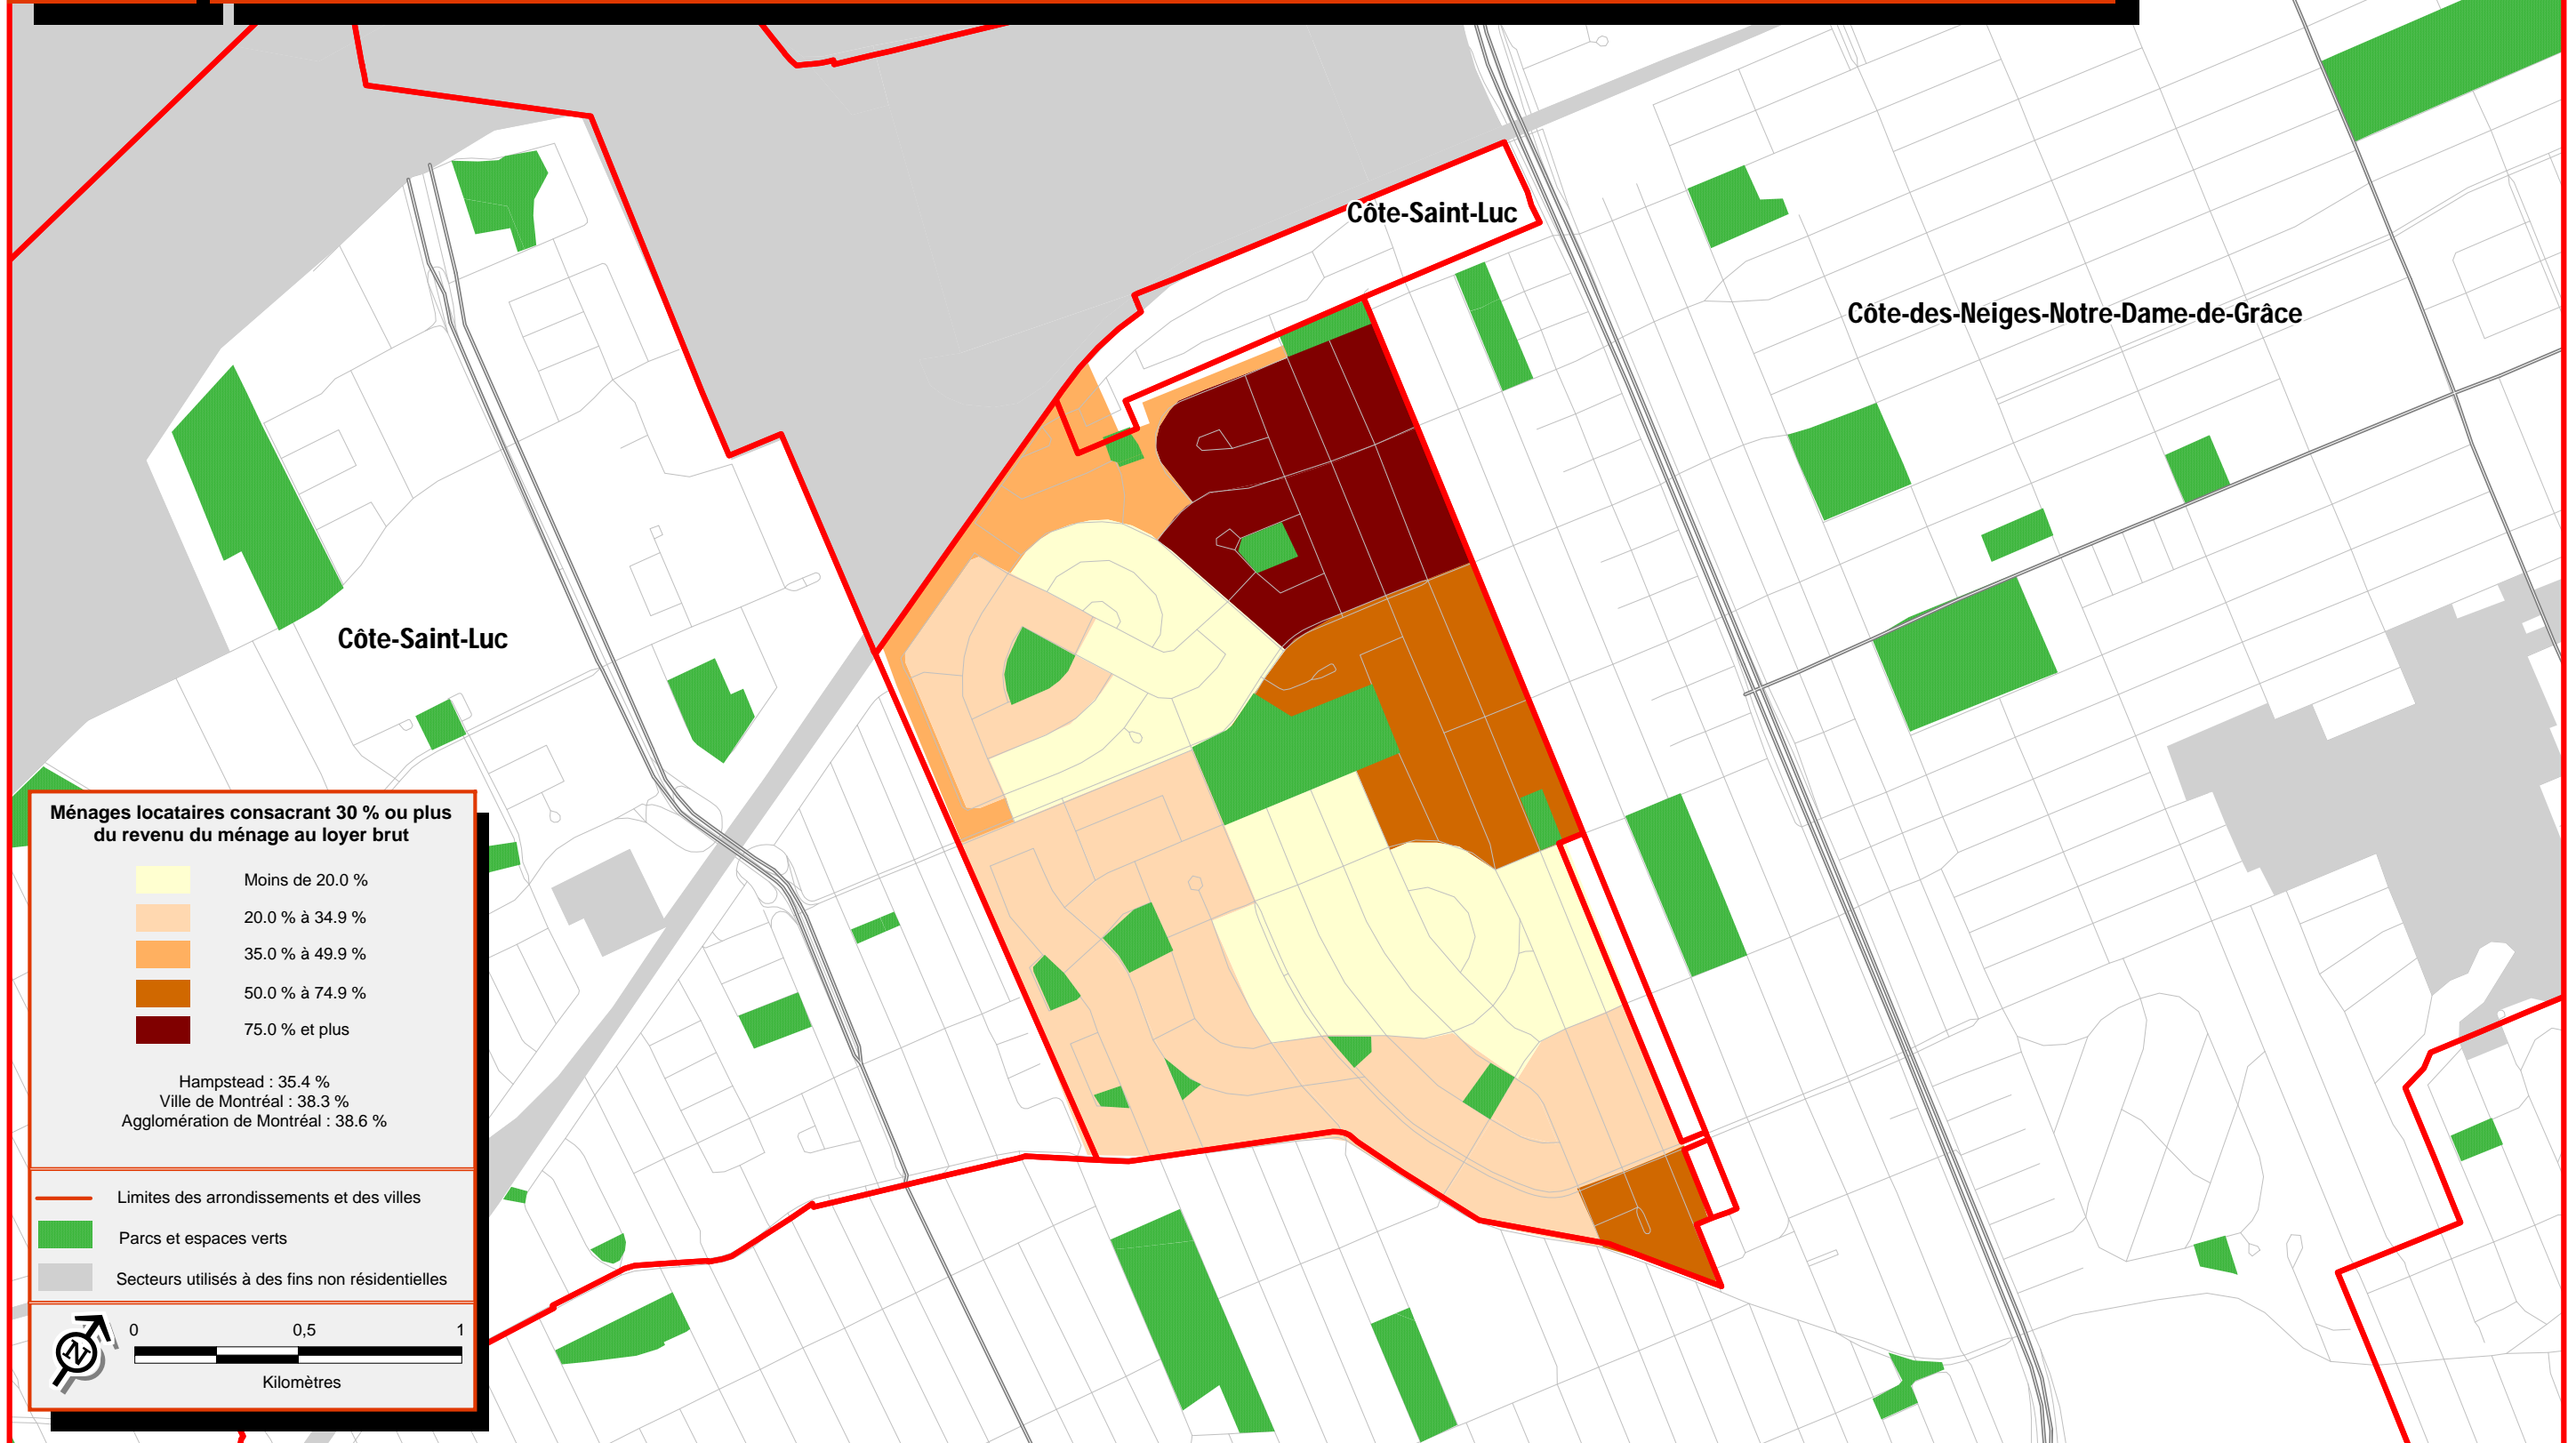 Côte-Saint-Luc
Côte-des-Neiges-Notre-Dame-de-Grâce
Côte-Saint-Luc
Ménages locataires consacrant 30 % ou plus
du revenu du ménage au loyer brut
Moins de 20.0 %
20.0 % à 34.9 %
35.0 % à 49.9 %
50.0 % à 74.9 %
75.0 % et plus
Hampstead : 35.4 %
Ville de Montréal : 38.3 %
Agglomération de Montréal : 38.6 %
Limites des arrondissements et des villes
Parcs et espaces verts
Secteurs utilisés à des fins non résidentielles
N
0 0,5 1
Kilomètres